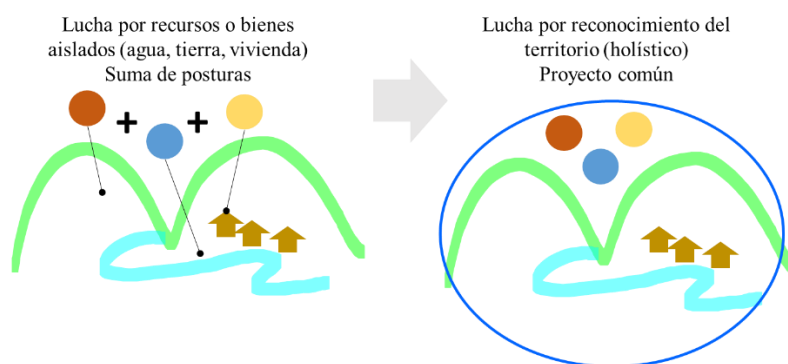 Lucha por recursos o bienes
aislados (agua, tierra, vivienda)
Suma de posturas
Lucha por reconocimiento del
territorio (holístico)
Proyecto común